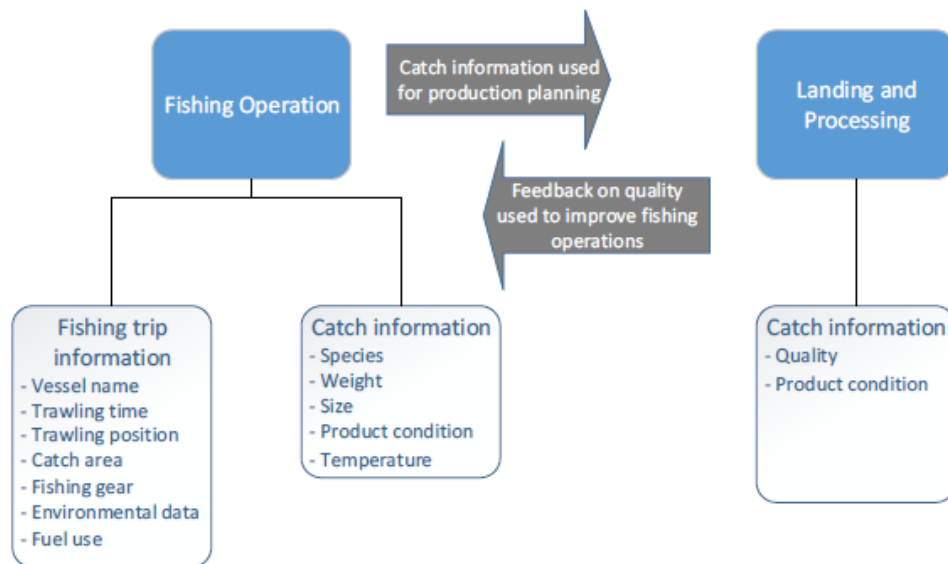 Fishing Operation
Catch information used
for production planning
Landing and
Processing
Feedback on quality
used to improve fishing
operations
Fishing trip
information
- Vessel name
- Trawling time
- Trawling position
- Catch area
- Fishing gear
- Environmental data
- Fuel use
Catch information
- Species
- Weight
- Size
- Product condition
- Temperature
Catch information
- Quality
- Product condition